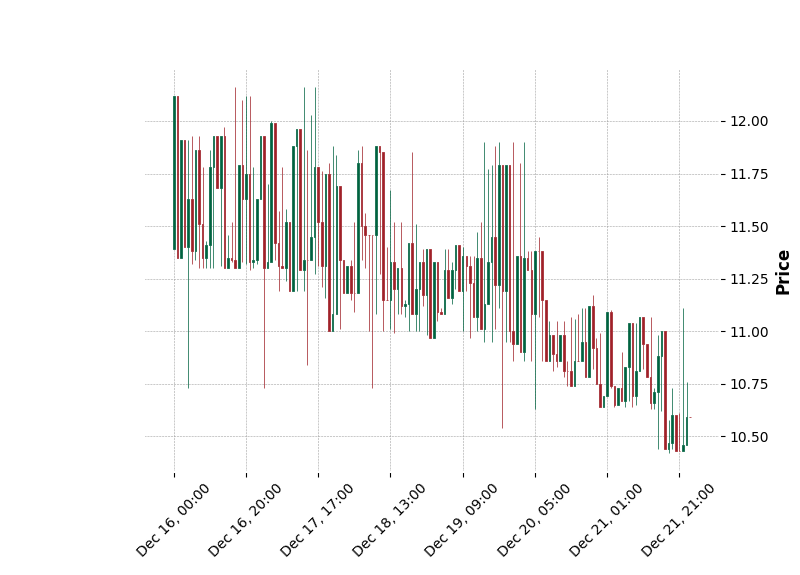 12.00
11.75
11.50
11.25
11.00
10.75
10.50
Price
Dec 16, 00:00
Dec 16, 20:00
Dec 17, 17:00
Dec 18, 13:00
Dec 19, 09:00
Dec 20, 05:00
Dec 21, 01:00
Dec 21, 21:00